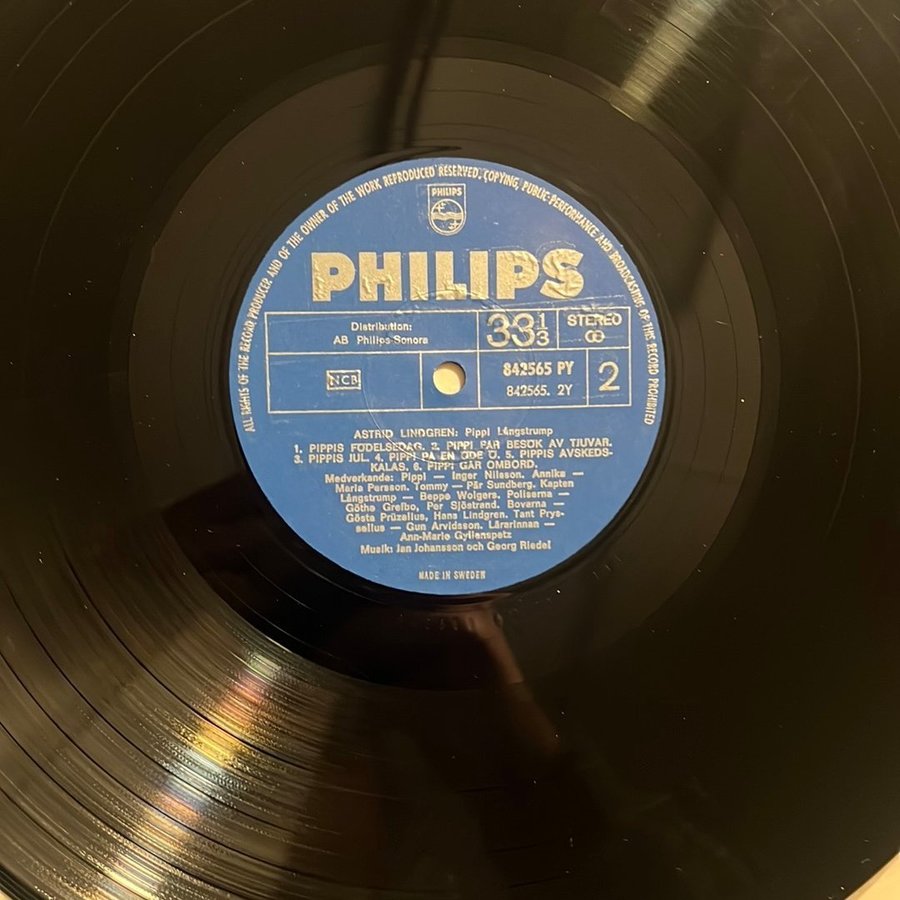 ALL RIGHTS OF THE RECORD PRODUCER AND OF THE OWNER OF THE WORK REPRODUCED RESERVED. COPYING, PUBLIC PERFORMANCE AND BROADCASTING OF THIS RECORD PROHIBITED
PHILIPS
PHILIPS
Distribution:
AB Philips-Sonora
33 1/3
STEREO
NCB
842565 PY
842565. 2Y
2
ASTRID LINDGREN: Pippi Långstrump
1. PIPPIS FÖDELSEDAG. 2. PIPPI FÅR BESÖK AV TJUVAR.
3. PIPPIS JUL. 4. PIPPI PÅ EN ÖDE Ö. 5. PIPPIS AVSKEDS-
KALAS. 6. PIPPI GÅR OMBORD.
Medverkande: Pippi — Inger Nilsson. Annika —
Maria Persson. Tommy — Pär Sundberg. Kapten
Långstrump — Beppe Wolgers. Poliserna —
Göthe Grefbo, Per Sjöstrand. Bovarna —
Gösta Prüzelius, Hans Lindgren. Tant Prys-
selius — Gun Arvidsson. Lärarinnan —
Ann-Marie Gyllenspetz
Musik: Jan Johansson och Georg Riedel
MADE IN SWEDEN